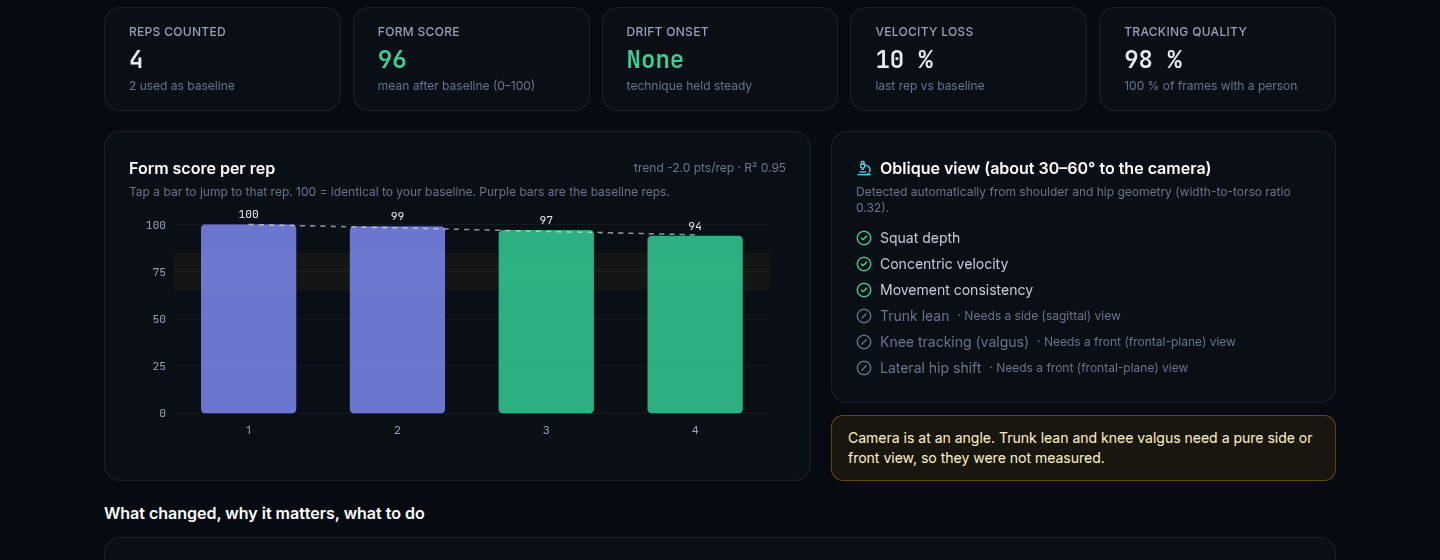 REPS COUNTED
4
2 used as baseline
FORM SCORE
96
mean after baseline (0–100)
DRIFT ONSET
None
technique held steady
VELOCITY LOSS
10 %
last rep vs baseline
TRACKING QUALITY
98 %
100 % of frames with a person
Form score per rep
trend -2.0 pts/rep · R² 0.95
Tap a bar to jump to that rep. 100 = identical to your baseline. Purple bars are the baseline reps.
100
75
50
25
0
100
99
97
94
1
2
3
4
Oblique view (about 30–60° to the camera)
Detected automatically from shoulder and hip geometry (width-to-torso ratio
0.32).
Squat depth
Concentric velocity
Movement consistency
Trunk lean · Needs a side (sagittal) view
Knee tracking (valgus) · Needs a front (frontal-plane) view
Lateral hip shift · Needs a front (frontal-plane) view
Camera is at an angle. Trunk lean and knee valgus need a pure side or
front view, so they were not measured.
What changed, why it matters, what to do